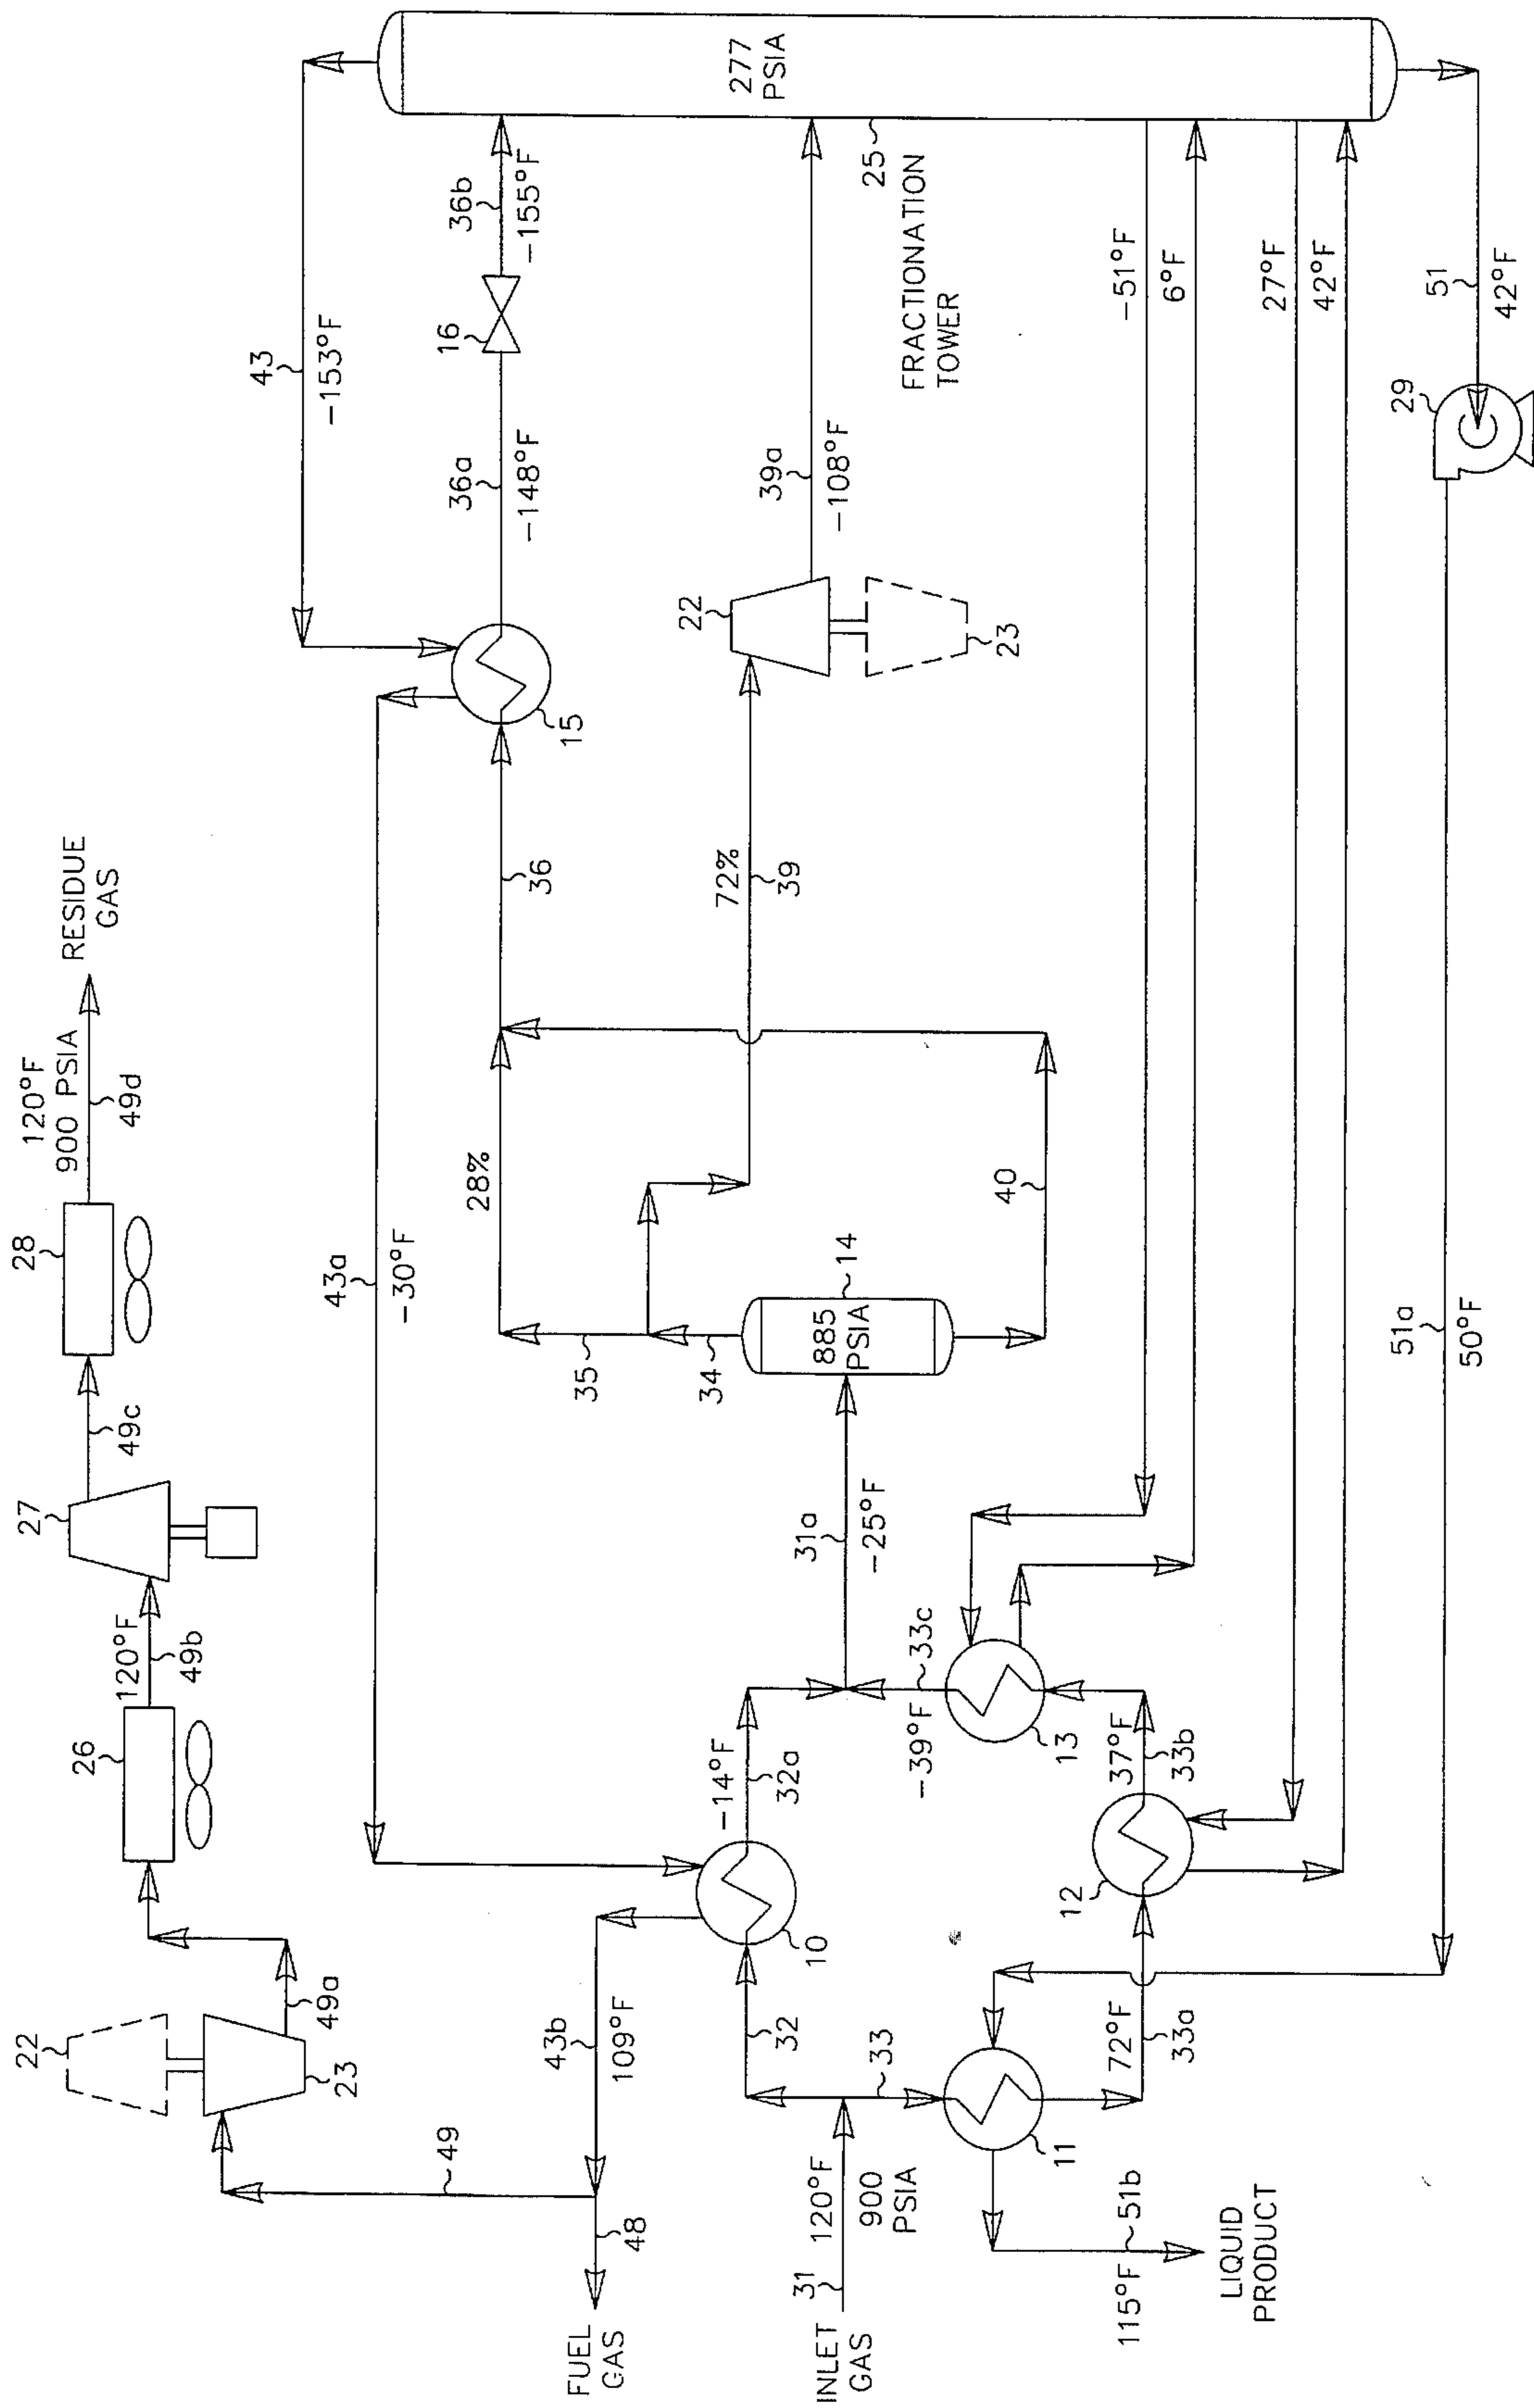 28
27
26
22
120°F
900 PSIA
49d
RESIDUE
GAS
49c
120°F
49b
49a
23
43
-153°F
43a
-30°F
49
43b
109°F
FUEL
GAS
48
28%
36
36a
-148°F
16
36b
-155°F
15
35
34
32
-14°F
32a
10
72%
39
22
39a
-108°F
23
277
PSIA
INLET
GAS
31
120°F
900
PSIA
31a
-25°F
885
PSIA
14
33
-39°F
33c
40
25
FRACTIONATION
TOWER
11
72°F
33a
12
37°F
33b
13
-51°F
6°F
115°F
51b
LIQUID
PRODUCT
27°F
42°F
51a
50°F
29
51
42°F